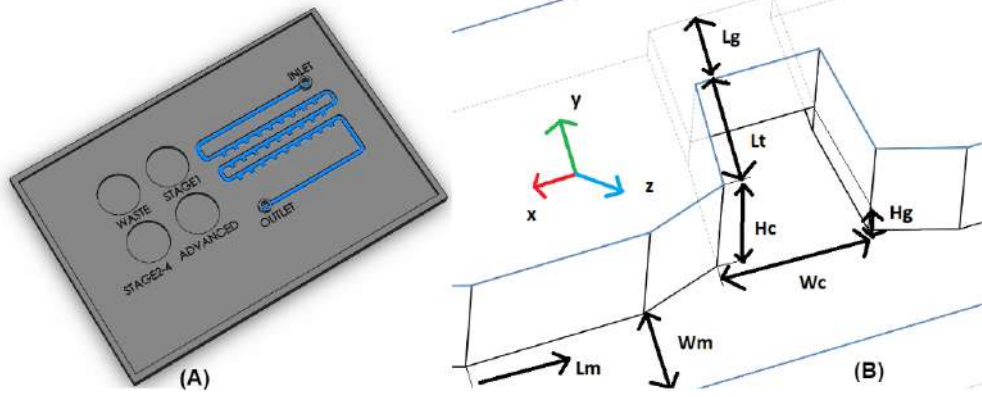 INLET
STAGE1
WASTE
OUTLET
ADVANCED
STAGE2-4
(A)
Lg
y
Lt
x
z
Hc
Hg
Wc
Wm
Lm
(B)